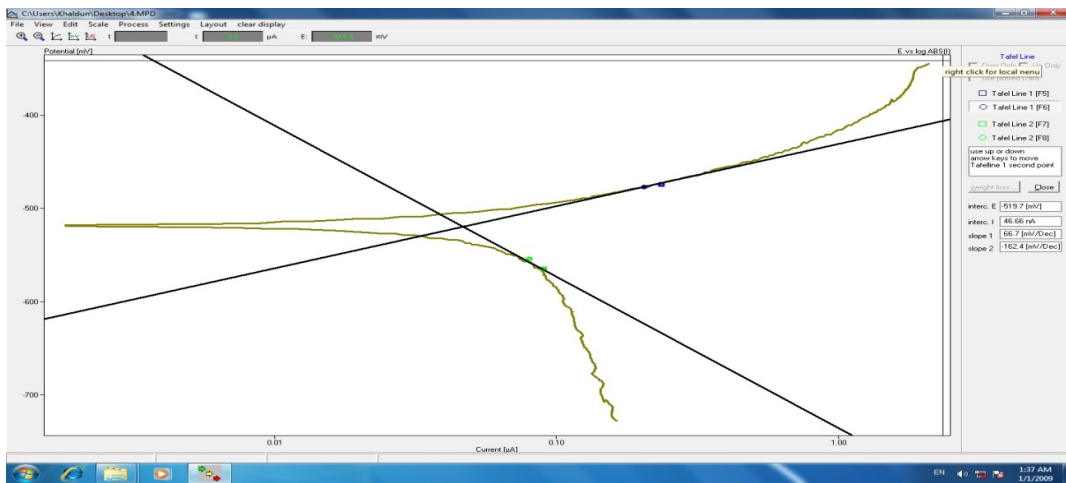 C:\Users\Khaldun\Desktop\4.MPD
File View Edit Scale Process Settings Layout clear display
t I: µA E: mV
Potential [mV] E vs log ABS(I)
Tafel Line
right click for local nenu
Tafel Line 1 [F5]
Tafel Line 1 [F6]
Tafel Line 2 [F7]
Tafel Line 2 [F8]
use up or down
arrow keys to move
Tafelline 1 second point
weight loss... Close
interc. E -519.7 [mV]
interc. I 46.66 nA
slope 1 66.7 [mV/Dec]
slope 2 -162.4 [mV/Dec]
-400
-500
-600
-700
0.01 0.10 1.00
Current [µA]
EN 1:37 AM
1/1/2009